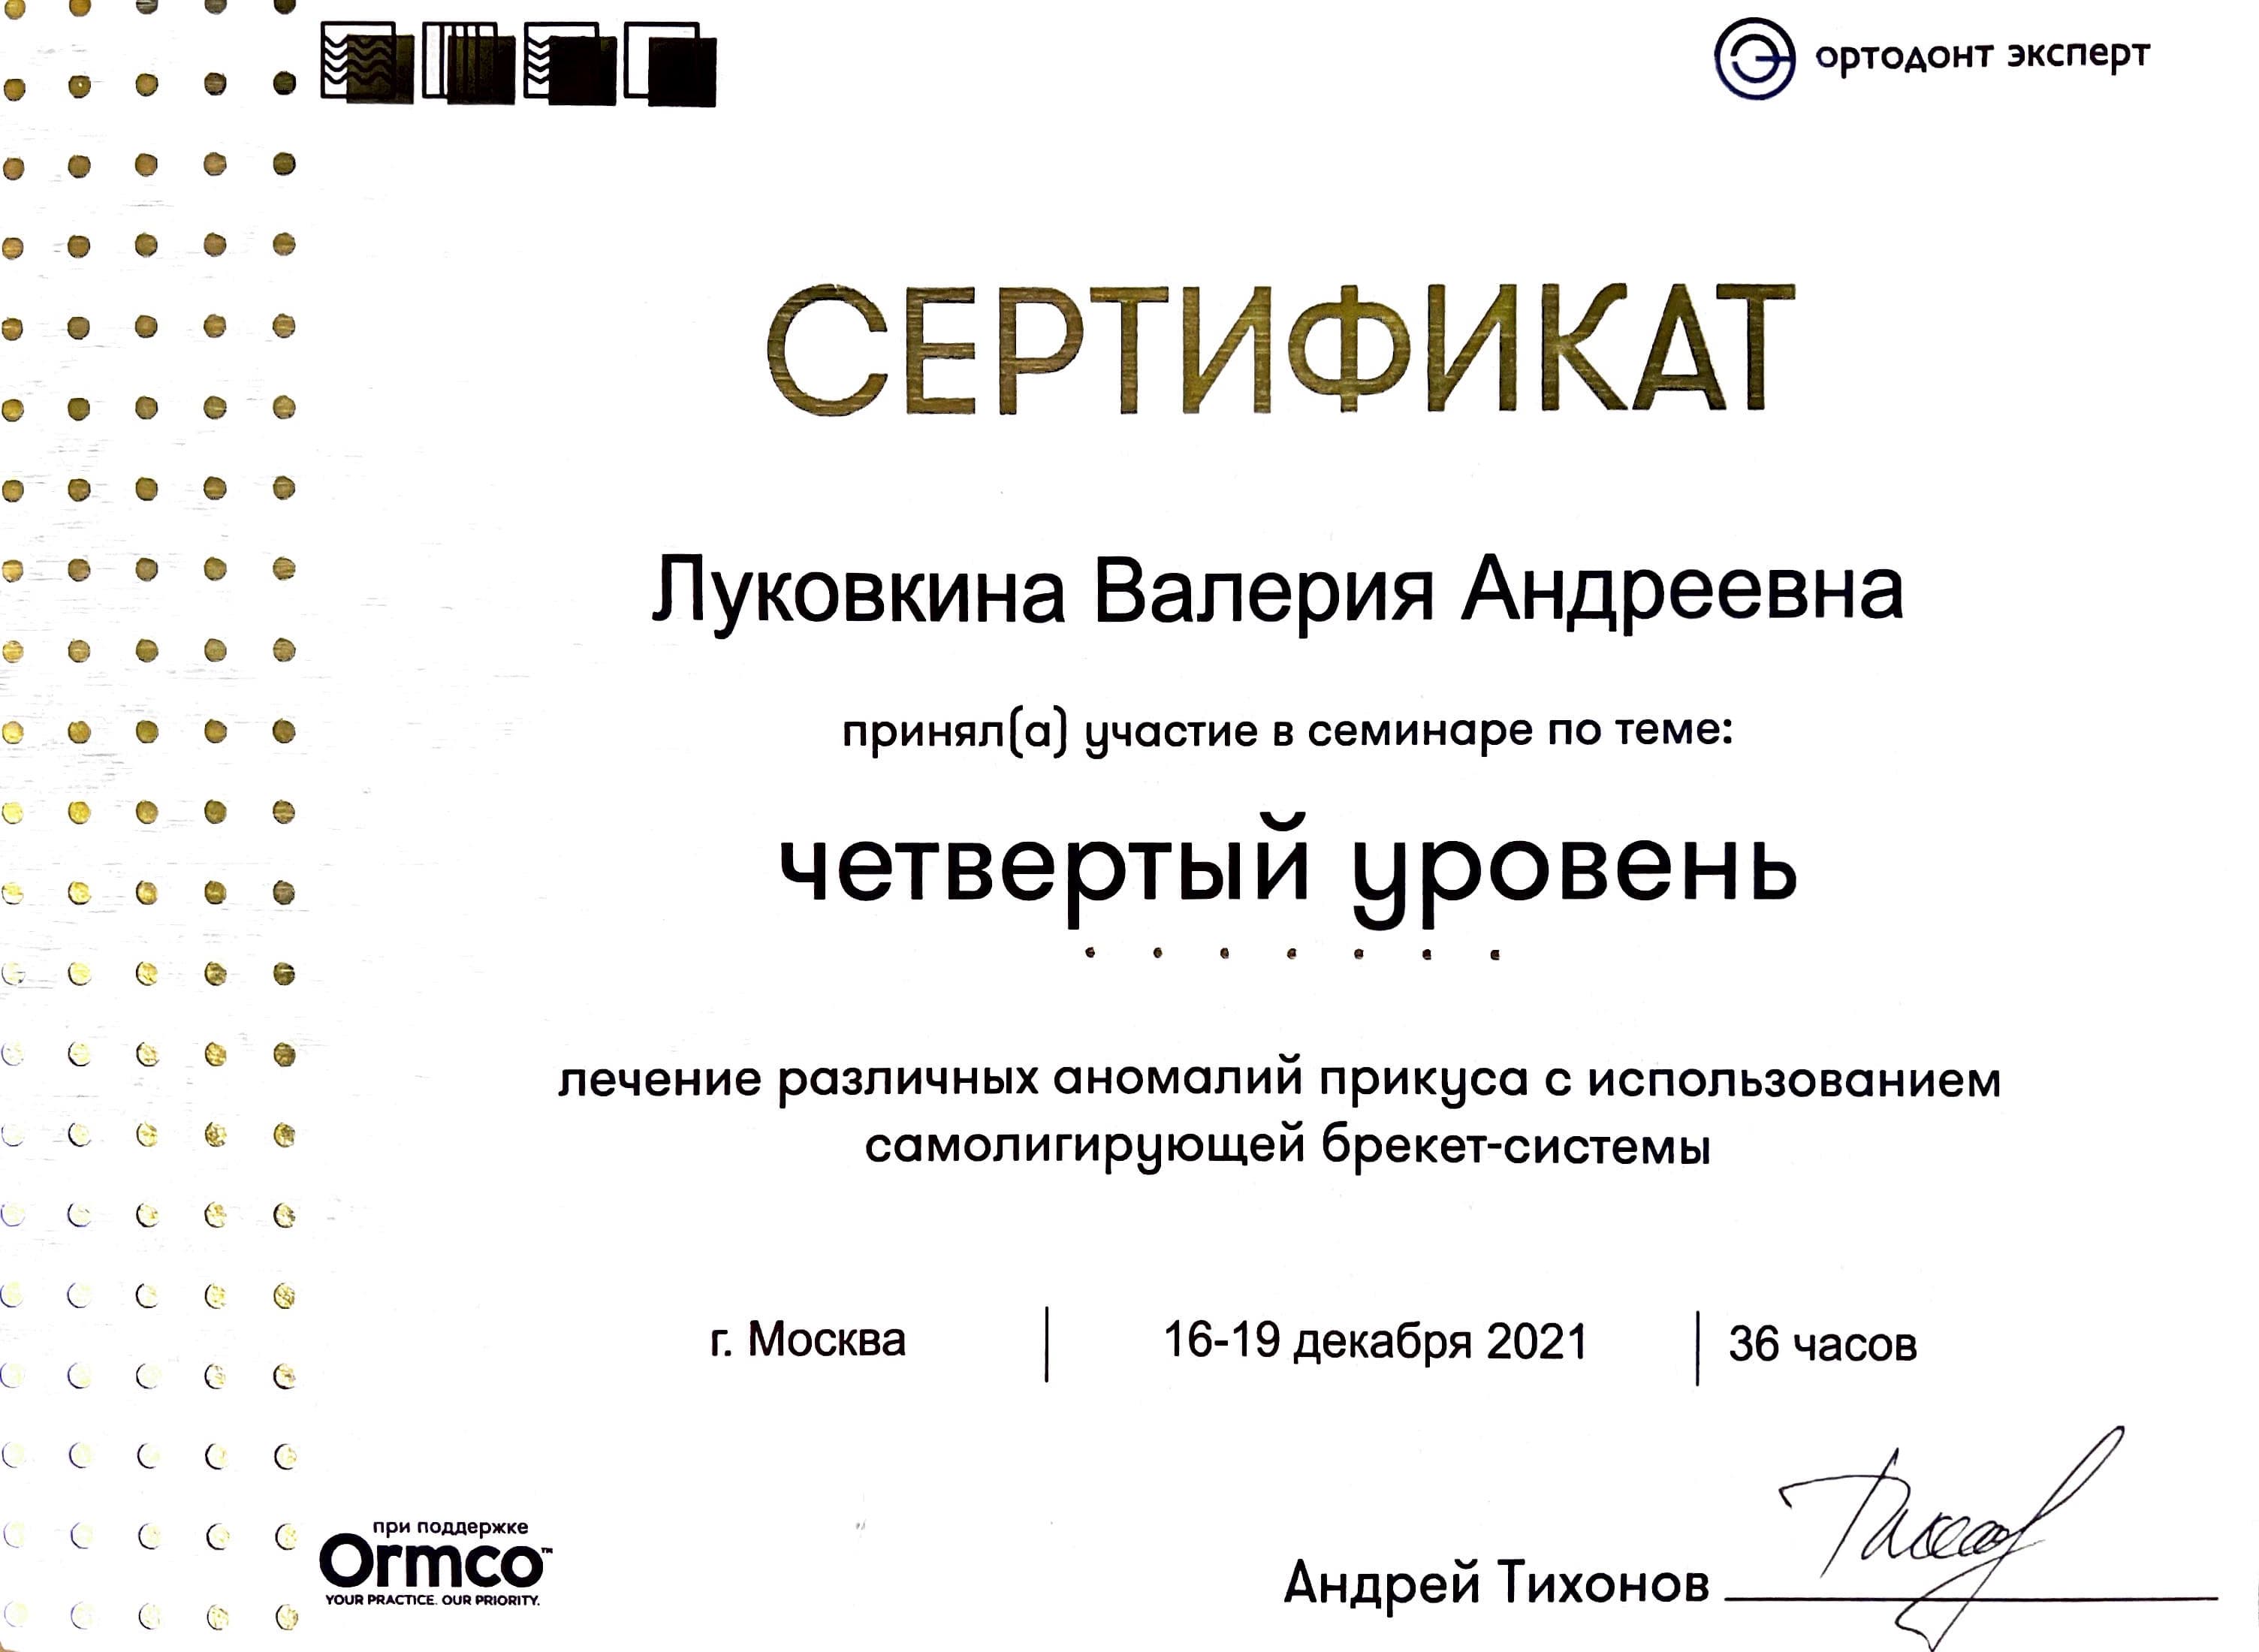 ортодонт эксперт
СЕРТИФИКАТ
Луковкина Валерия Андреевна
принял(а) участие в семинаре по теме:
четвертый уровень
лечение различных аномалий прикуса с использованием
самолигирующей брекет-системы
г. Москва | 16-19 декабря 2021 | 36 часов
при поддержке
Ormco™
YOUR PRACTICE. OUR PRIORITY.
Андрей Тихонов